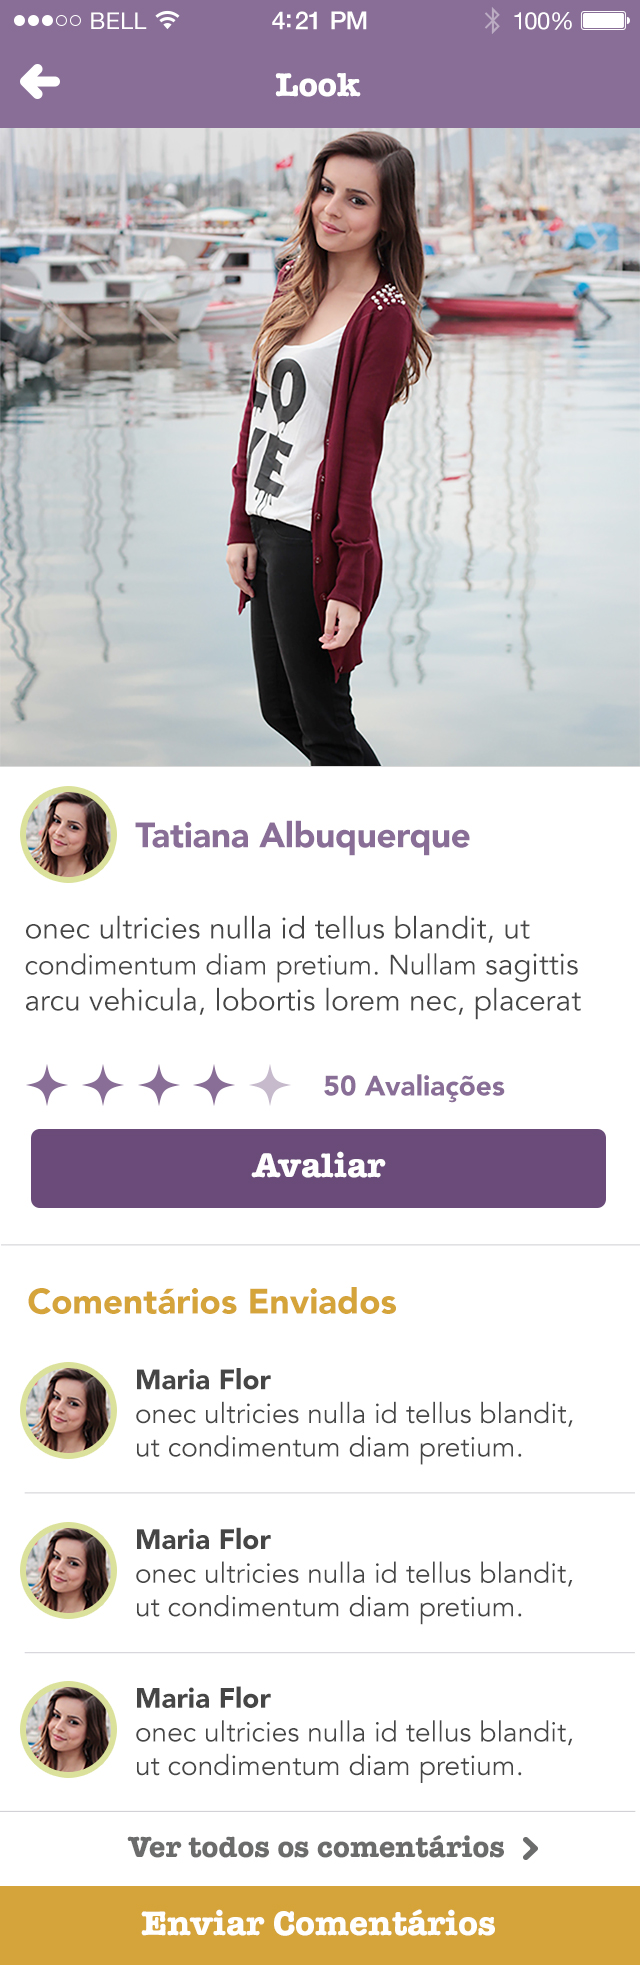 BELL 4:21 PM 100%
Look
LO
VE
Tatiana Albuquerque
onec ultricies nulla id tellus blandit, ut
condimentum diam pretium. Nullam sagittis
arcu vehicula, lobortis lorem nec, placerat
50 Avaliações
Avaliar
Comentários Enviados
Maria Flor
onec ultricies nulla id tellus blandit,
ut condimentum diam pretium.
Maria Flor
onec ultricies nulla id tellus blandit,
ut condimentum diam pretium.
Maria Flor
onec ultricies nulla id tellus blandit,
ut condimentum diam pretium.
Ver todos os comentários
Enviar Comentários